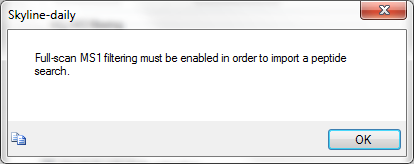 Skyline-daily
Full-scan MS1 filtering must be enabled in order to import a peptide
search.
OK